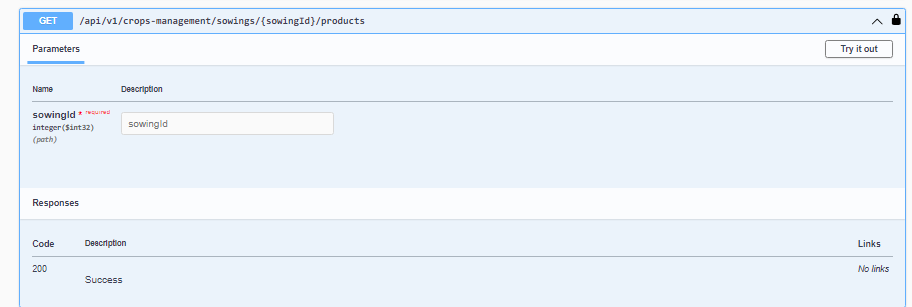 GET /api/v1/crops-management/sowings/{sowingId}/products
Parameters
Try it out
Name Description
sowingId * required
integer($int32)
(path)
sowingId
Responses
Code Description Links
200 Success No links